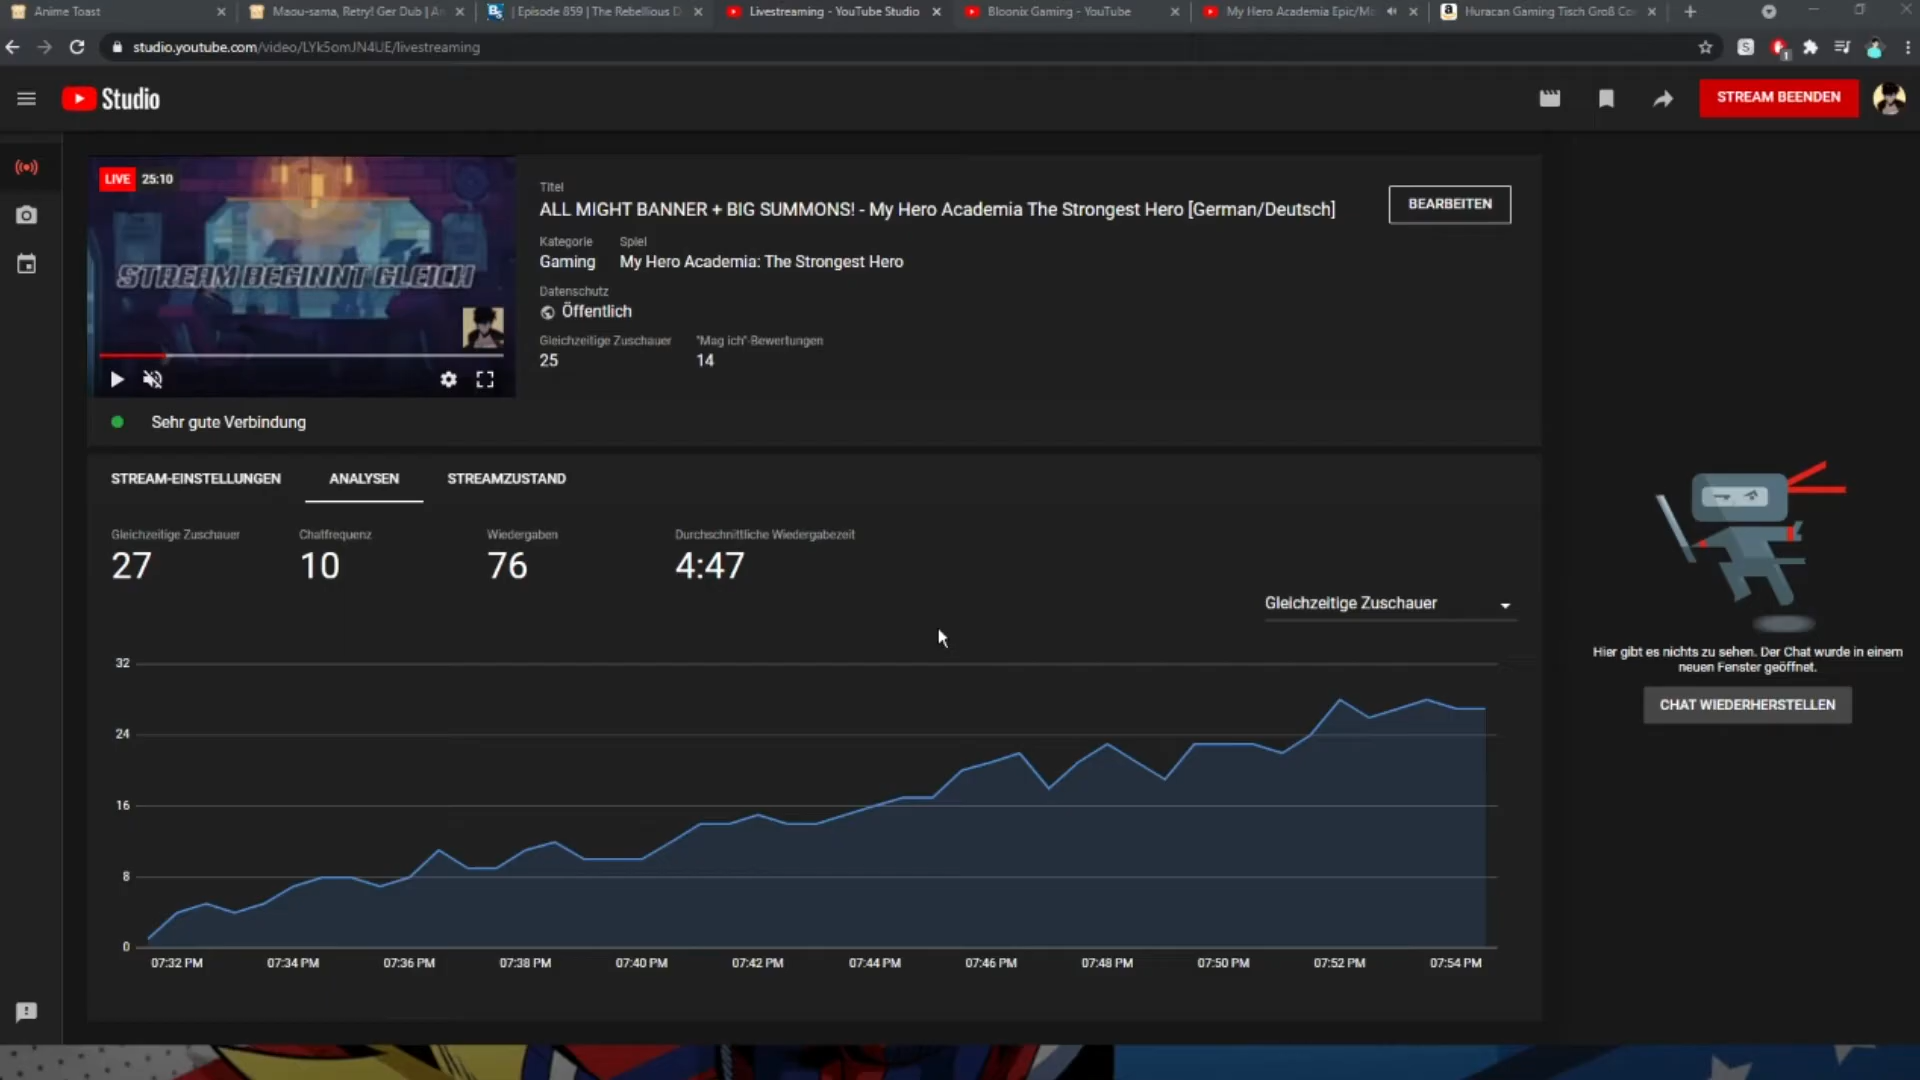 Anime Toast
Maou-sama, Retry! Ger Dub | An
| Episode 859 | The Rebellious D
Livestreaming - YouTube Studio
Bloonix Gaming - YouTube
My Hero Academia Epic/Ma
Huracan Gaming Tisch Groß Co
studio.youtube.com/video/LYk5omJN4UE/livestreaming
Studio
STREAM BEENDEN
LIVE 25:10
STREAM BEGINNT GLEICH
Titel
ALL MIGHT BANNER + BIG SUMMONS! - My Hero Academia The Strongest Hero [German/Deutsch]
BEARBEITEN
Kategorie Spiel
Gaming My Hero Academia: The Strongest Hero
Datenschutz
Öffentlich
Gleichzeitige Zuschauer "Mag ich"-Bewertungen
25 14
Sehr gute Verbindung
STREAM-EINSTELLUNGEN ANALYSEN STREAMZUSTAND
Gleichzeitige Zuschauer Chatfrequenz Wiedergaben Durchschnittliche Wiedergabezeit
27 10 76 4:47
Gleichzeitige Zuschauer
32
24
16
8
0
07:32 PM 07:34 PM 07:36 PM 07:38 PM 07:40 PM 07:42 PM 07:44 PM 07:46 PM 07:48 PM 07:50 PM 07:52 PM 07:54 PM
Hier gibt es nichts zu sehen. Der Chat wurde in einem
neuen Fenster geöffnet.
CHAT WIEDERHERSTELLEN